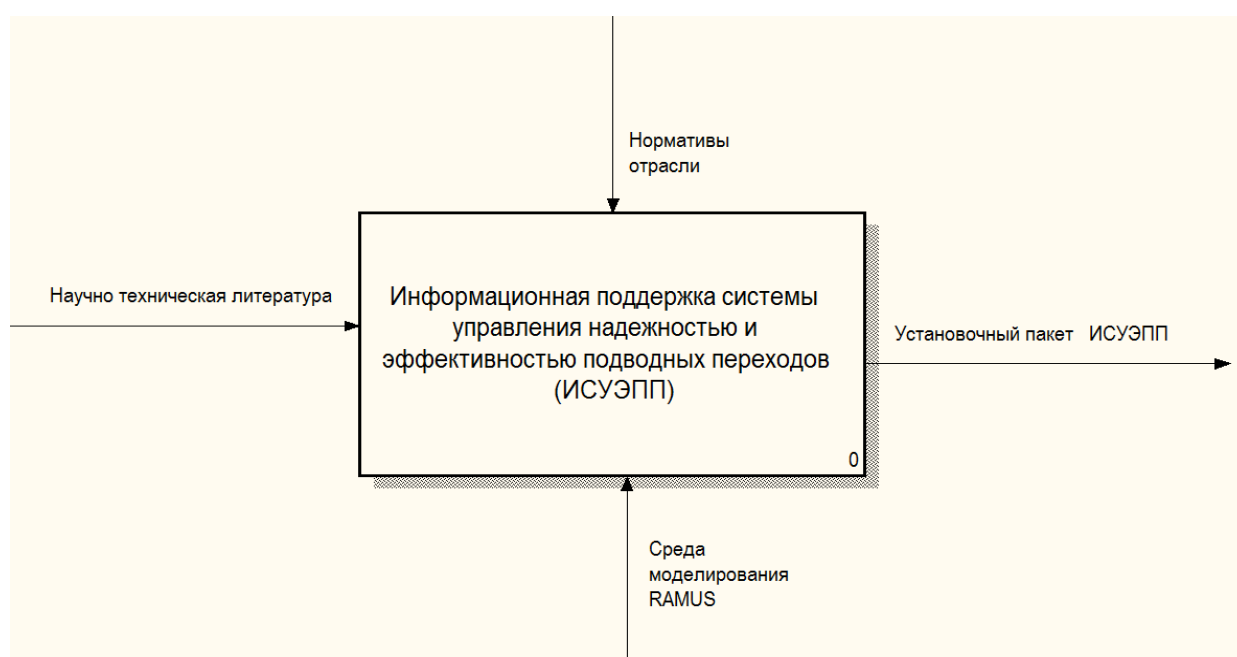 Нормативы
отрасли
Научно техническая литература
Информационная поддержка системы
управления надежностью и
эффективностью подводных переходов
(ИСУЭПП)
0
Установочный пакет ИСУЭПП
Среда
моделирования
RAMUS